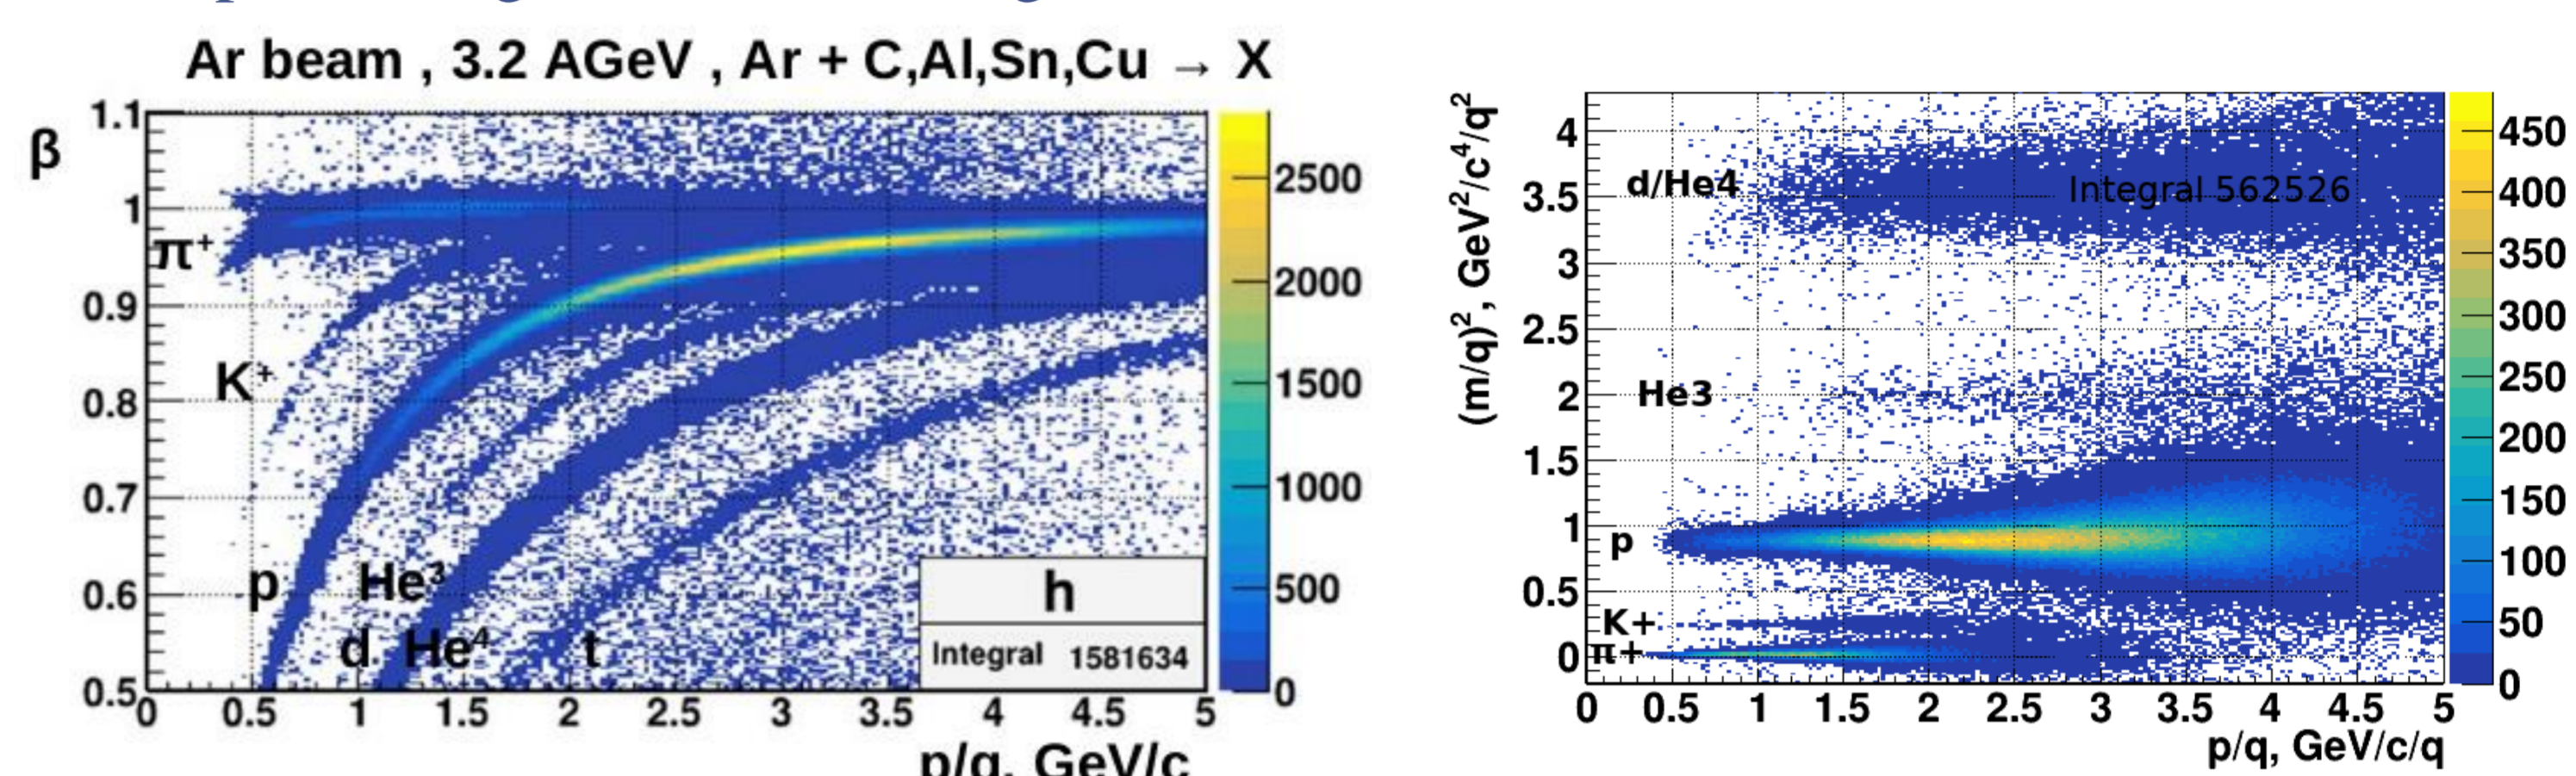 Ar beam , 3.2 AGeV , Ar + C,Al,Sn,Cu → X
β
1.1
1
0.9
0.8
0.7
0.6
0.5
π⁺
K⁺
p
He³
d
He⁴
t
h
Integral 1581634
0 0.5 1 1.5 2 2.5 3 3.5 4 4.5 5
p/q, GeV/c
2500
2000
1500
1000
500
0
(m/q)², GeV²/c⁴/q²
4
3.5
3
2.5
2
1.5
1
0.5
0
d/He4
Integral 562526
He3
p
K+
π+
0 0.5 1 1.5 2 2.5 3 3.5 4 4.5 5
p/q, GeV/c/q
450
400
350
300
250
200
150
100
50
0